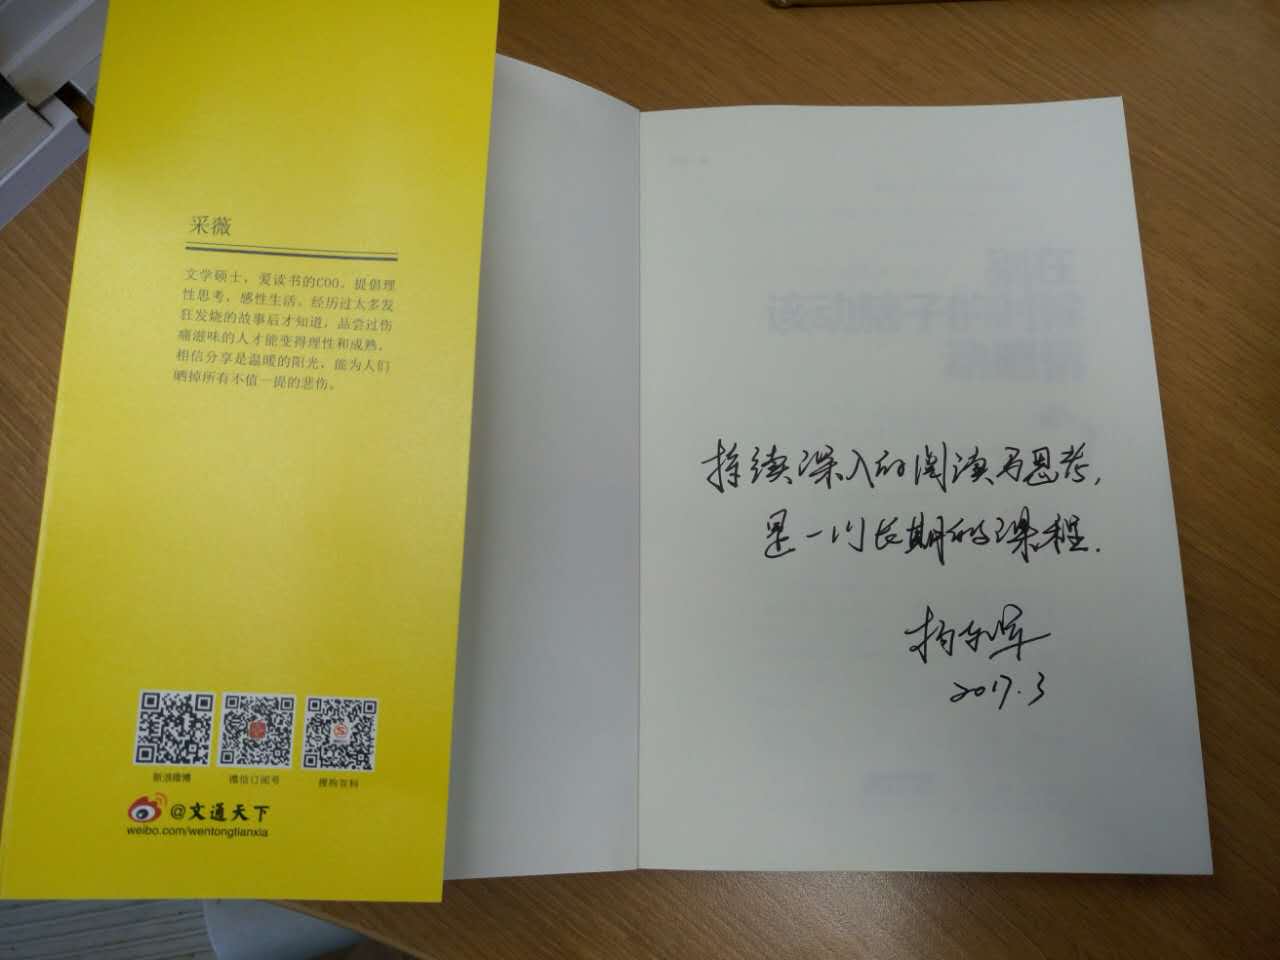 采薇
文学硕士，爱读书的COO。提倡理
性思考，感性生活。经历过太多发
狂发烧的故事后才知道，品尝过伤
痛滋味的人才能变得理性和成熟。
相信分享是温暖的阳光，能为人们
晒掉所有不值一提的悲伤。
新浪微博 微信订阅号 搜狗百科
@文通天下
weibo.com/wentongtianxia
持续深入的阅读与思考，
是一门长期的课程.
2017.3